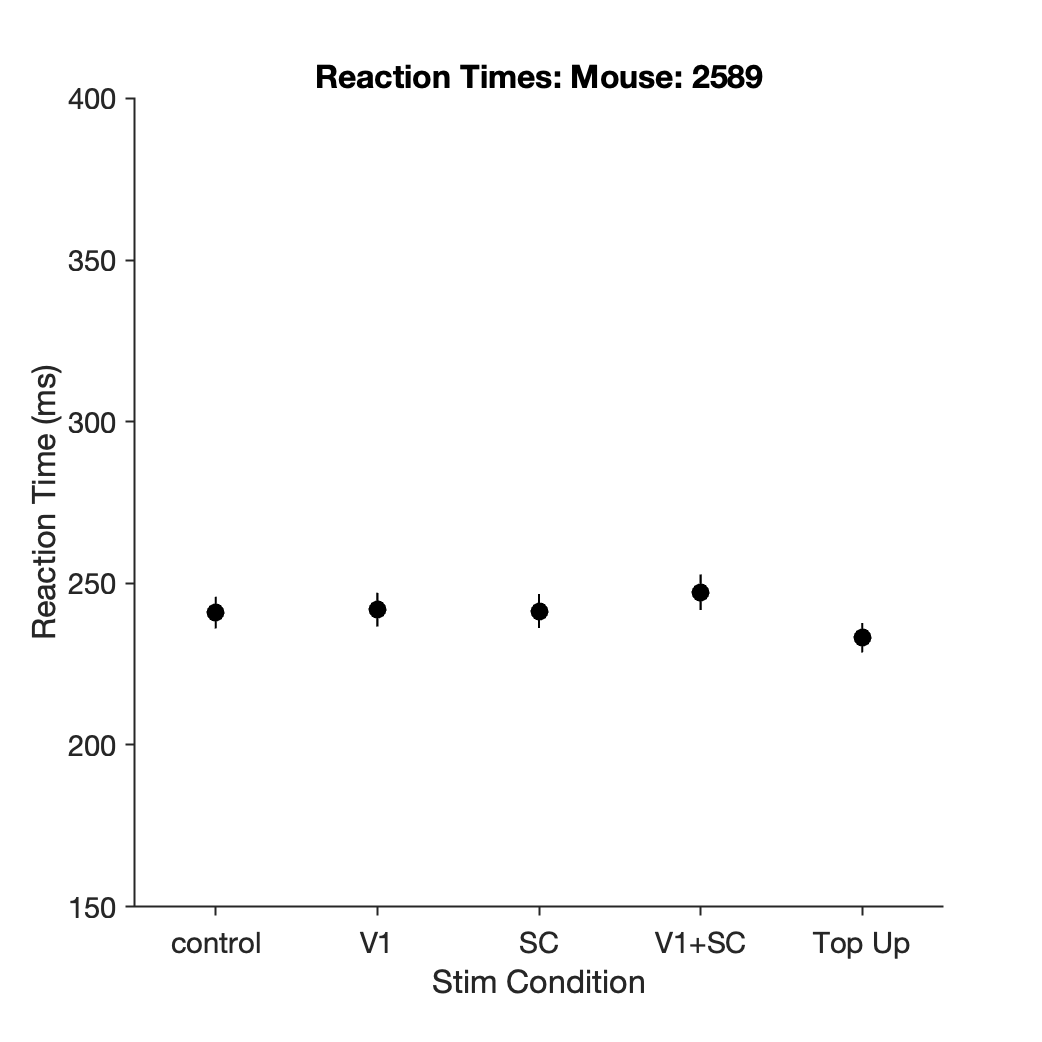 Reaction Times: Mouse: 2589
400
350
300
250
200
150
Reaction Time (ms)
control V1 SC V1+SC Top Up
Stim Condition